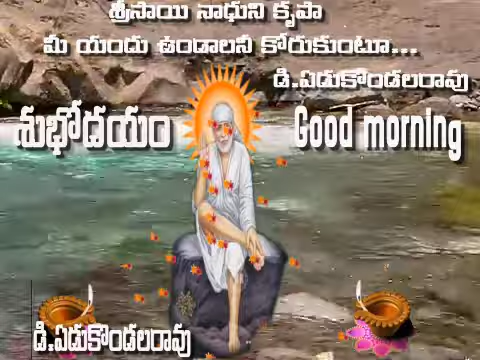 శ్రీసాయి నాధుని కృపా
మీ యందు ఉండాలనీ కోరుకుంటూ...
డి.ఏడుకొండలరావు
శుభోదయం
Good morning
డి.ఏడుకొండలరావు